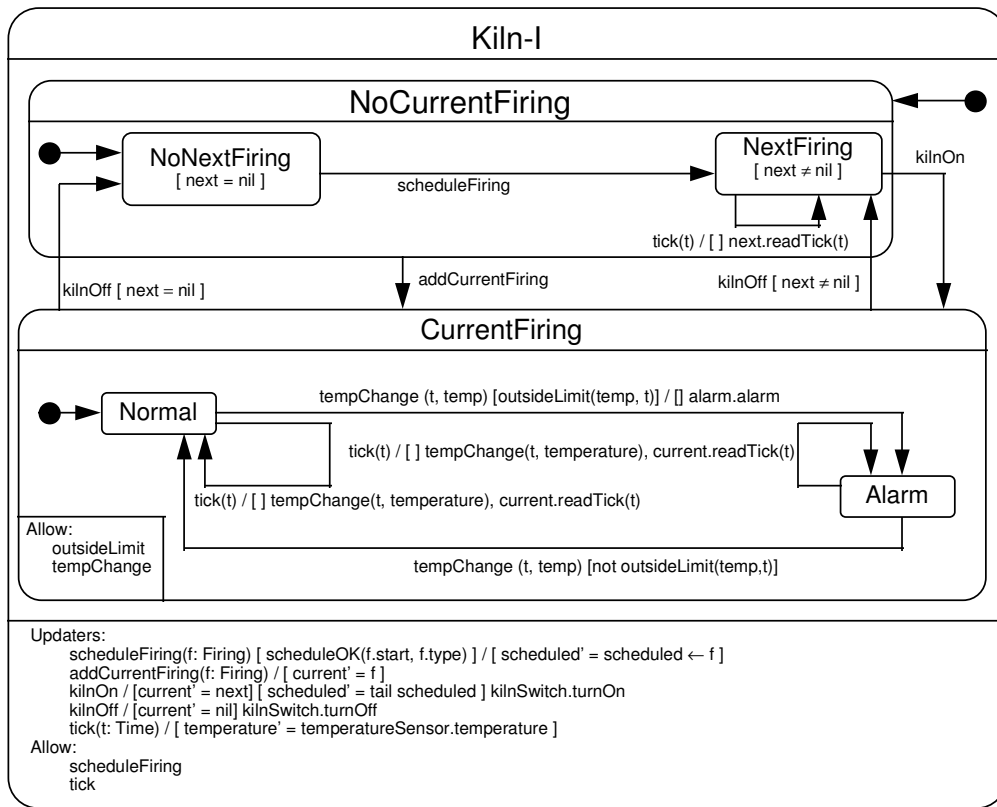 Kiln-I
NoCurrentFiring
NoNextFiring
[ next = nil ]
scheduleFiring
NextFiring
[ next ≠ nil ]
kilnOn
tick(t) / [ ] next.readTick(t)
kilnOff [ next = nil ]
addCurrentFiring
kilnOff [ next ≠ nil ]
CurrentFiring
Normal
tempChange (t, temp) [outsideLimit(temp, t)] / [] alarm.alarm
tick(t) / [ ] tempChange(t, temperature), current.readTick(t)
tick(t) / [ ] tempChange(t, temperature), current.readTick(t)
Alarm
Allow:
outsideLimit
tempChange
tempChange (t, temp) [not outsideLimit(temp,t)]
Updaters:
scheduleFiring(f: Firing) [ scheduleOK(f.start, f.type) ] / [ scheduled' = scheduled ← f ]
addCurrentFiring(f: Firing) / [ current' = f ]
kilnOn / [current' = next] [ scheduled' = tail scheduled ] kilnSwitch.turnOn
kilnOff / [current' = nil] kilnSwitch.turnOff
tick(t: Time) / [ temperature' = temperatureSensor.temperature ]
Allow:
scheduleFiring
tick